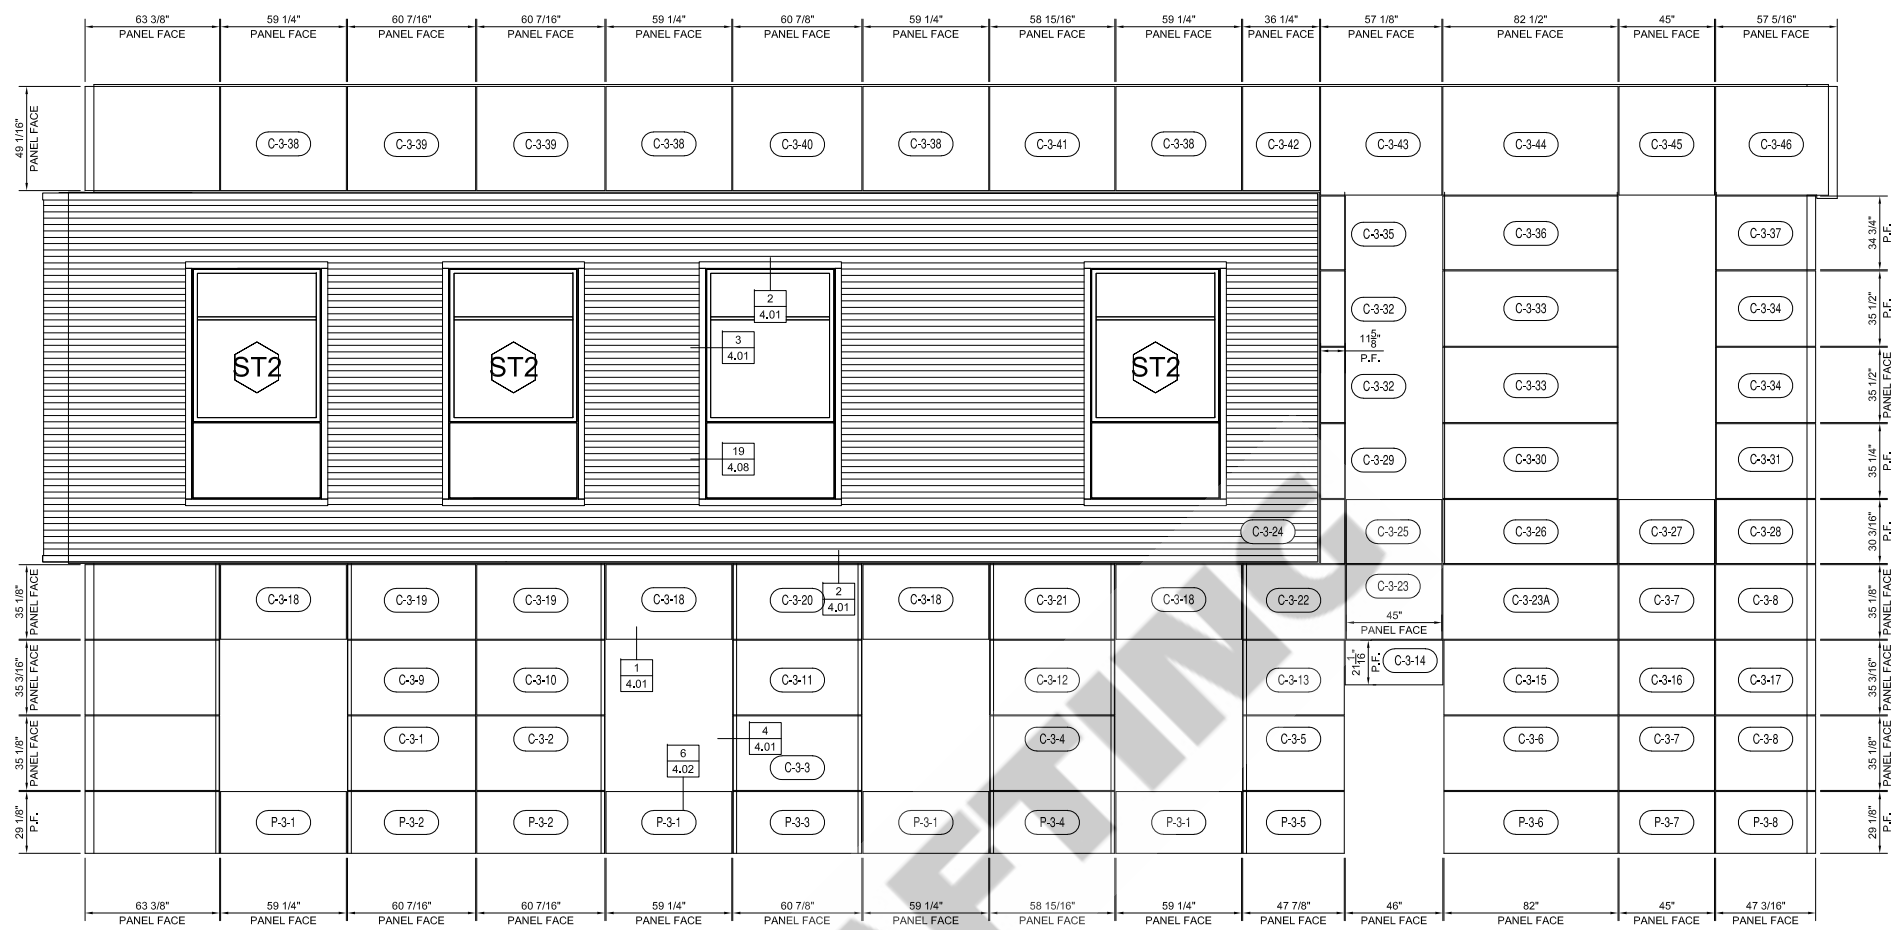 63 3/8" 59 1/4" 60 7/16" 60 7/16" 59 1/4" 60 7/8" 59 1/4" 58 15/16" 59 1/4" 36 1/4" 57 1/8" 82 1/2" 45" 57 5/16"
PANEL FACE PANEL FACE PANEL FACE PANEL FACE PANEL FACE PANEL FACE PANEL FACE PANEL FACE PANEL FACE PANEL FACE PANEL FACE PANEL FACE PANEL FACE PANEL FACE
49 1/16"
PANEL FACE
C-3-38 C-3-39 C-3-39 C-3-38 C-3-40 C-3-38 C-3-41 C-3-38 C-3-42 C-3-43 C-3-44 C-3-45 C-3-46
C-3-35 C-3-36 C-3-37
34 3/4"
P.F.
2
4.01
C-3-32 C-3-33 C-3-34
35 1/2"
P.F.
3
4.01
11 5/8"
P.F.
ST2 ST2 ST2
C-3-32 C-3-33 C-3-34
35 1/2"
PANEL FACE
19
4.08
C-3-29 C-3-30 C-3-31
35 1/4"
P.F.
C-3-24 C-3-25 C-3-26 C-3-27 C-3-28
30 3/16"
P.F.
35 1/8"
PANEL FACE
C-3-18 C-3-19 C-3-19 C-3-18 C-3-20 C-3-18 C-3-21 C-3-18 C-3-22 C-3-23 C-3-23A C-3-7 C-3-8
2
4.01
45"
PANEL FACE
35 1/8"
PANEL FACE
35 3/16"
PANEL FACE
1
4.01
C-3-9 C-3-10 C-3-11 C-3-12 C-3-13
21 1/16"
P.F.
C-3-14 C-3-15 C-3-16 C-3-17
35 3/16"
PANEL FACE
35 1/8"
PANEL FACE
C-3-1 C-3-2
4
4.01
6
4.02
C-3-3 C-3-4 C-3-5 C-3-6 C-3-7 C-3-8
35 1/8"
PANEL FACE
29 1/8"
P.F.
P-3-1 P-3-2 P-3-2 P-3-1 P-3-3 P-3-1 P-3-4 P-3-1 P-3-5 P-3-6 P-3-7 P-3-8
29 1/8"
P.F.
63 3/8" 59 1/4" 60 7/16" 60 7/16" 59 1/4" 60 7/8" 59 1/4" 58 15/16" 59 1/4" 47 7/8" 46" 82" 45" 47 3/16"
PANEL FACE PANEL FACE PANEL FACE PANEL FACE PANEL FACE PANEL FACE PANEL FACE PANEL FACE PANEL FACE PANEL FACE PANEL FACE PANEL FACE PANEL FACE PANEL FACE